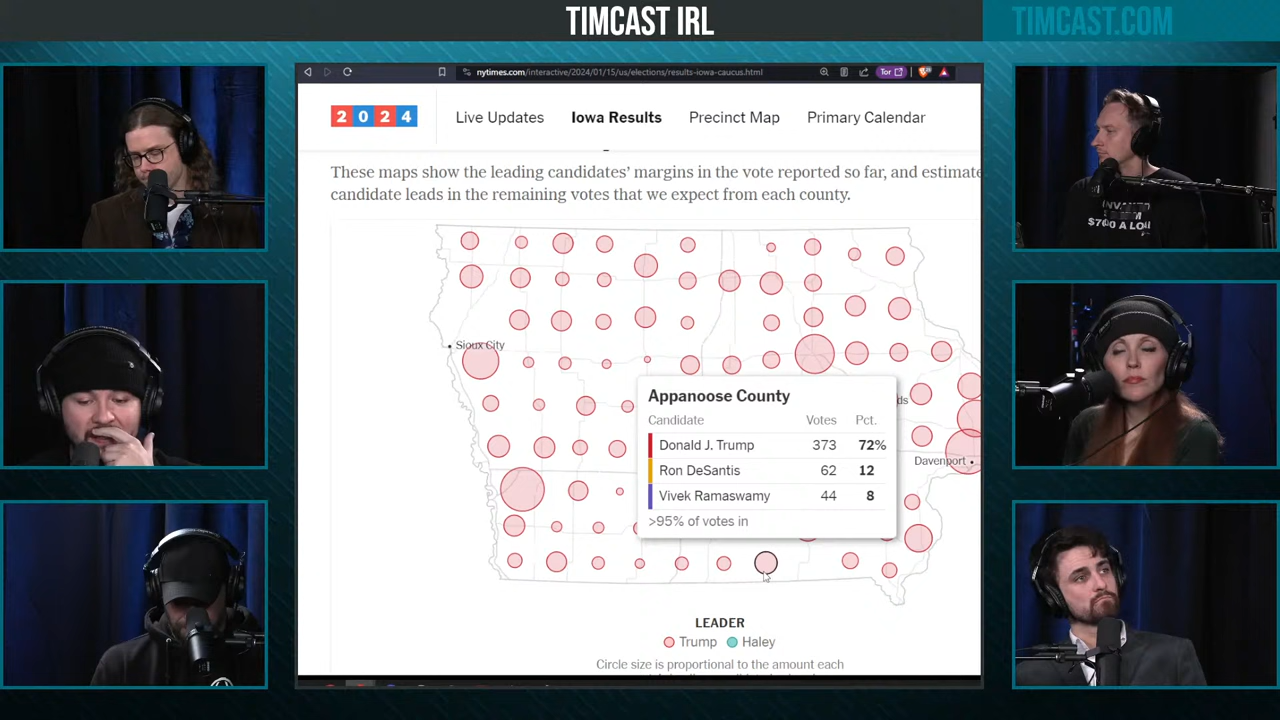 TIMCAST IRL
TIMCAST.COM
nytimes.com/interactive/2024/01/15/us/elections/results-iowa-caucus.html
Tor
2024
Live Updates
Iowa Results
Precinct Map
Primary Calendar
These maps show the leading candidates' margins in the vote reported so far, and estimate
candidate leads in the remaining votes that we expect from each county.
Sioux City
ds
Davenport
Appanoose County
Candidate Votes Pct.
Donald J. Trump 373 72%
Ron DeSantis 62 12
Vivek Ramaswamy 44 8
>95% of votes in
LEADER
Trump Haley
Circle size is proportional to the amount each
A LO